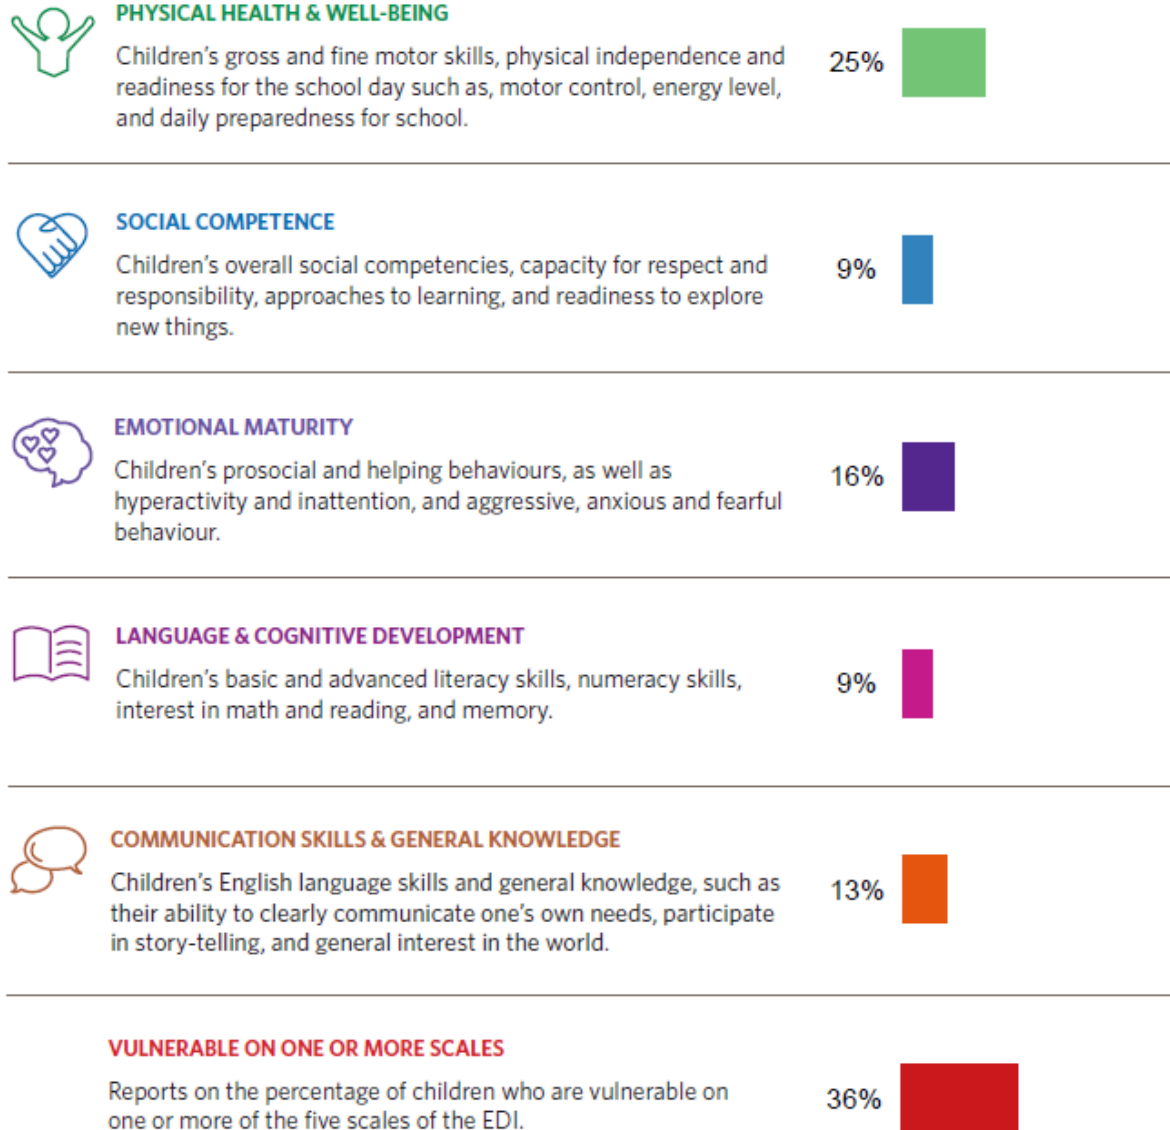 PHYSICAL HEALTH & WELL-BEING
Children's gross and fine motor skills, physical independence and
readiness for the school day such as, motor control, energy level,
and daily preparedness for school.
25%
SOCIAL COMPETENCE
Children's overall social competencies, capacity for respect and
responsibility, approaches to learning, and readiness to explore
new things.
9%
EMOTIONAL MATURITY
Children's prosocial and helping behaviours, as well as
hyperactivity and inattention, and aggressive, anxious and fearful
behaviour.
16%
LANGUAGE & COGNITIVE DEVELOPMENT
Children's basic and advanced literacy skills, numeracy skills,
interest in math and reading, and memory.
9%
COMMUNICATION SKILLS & GENERAL KNOWLEDGE
Children's English language skills and general knowledge, such as
their ability to clearly communicate one's own needs, participate
in story-telling, and general interest in the world.
13%
VULNERABLE ON ONE OR MORE SCALES
Reports on the percentage of children who are vulnerable on
one or more of the five scales of the EDI.
36%